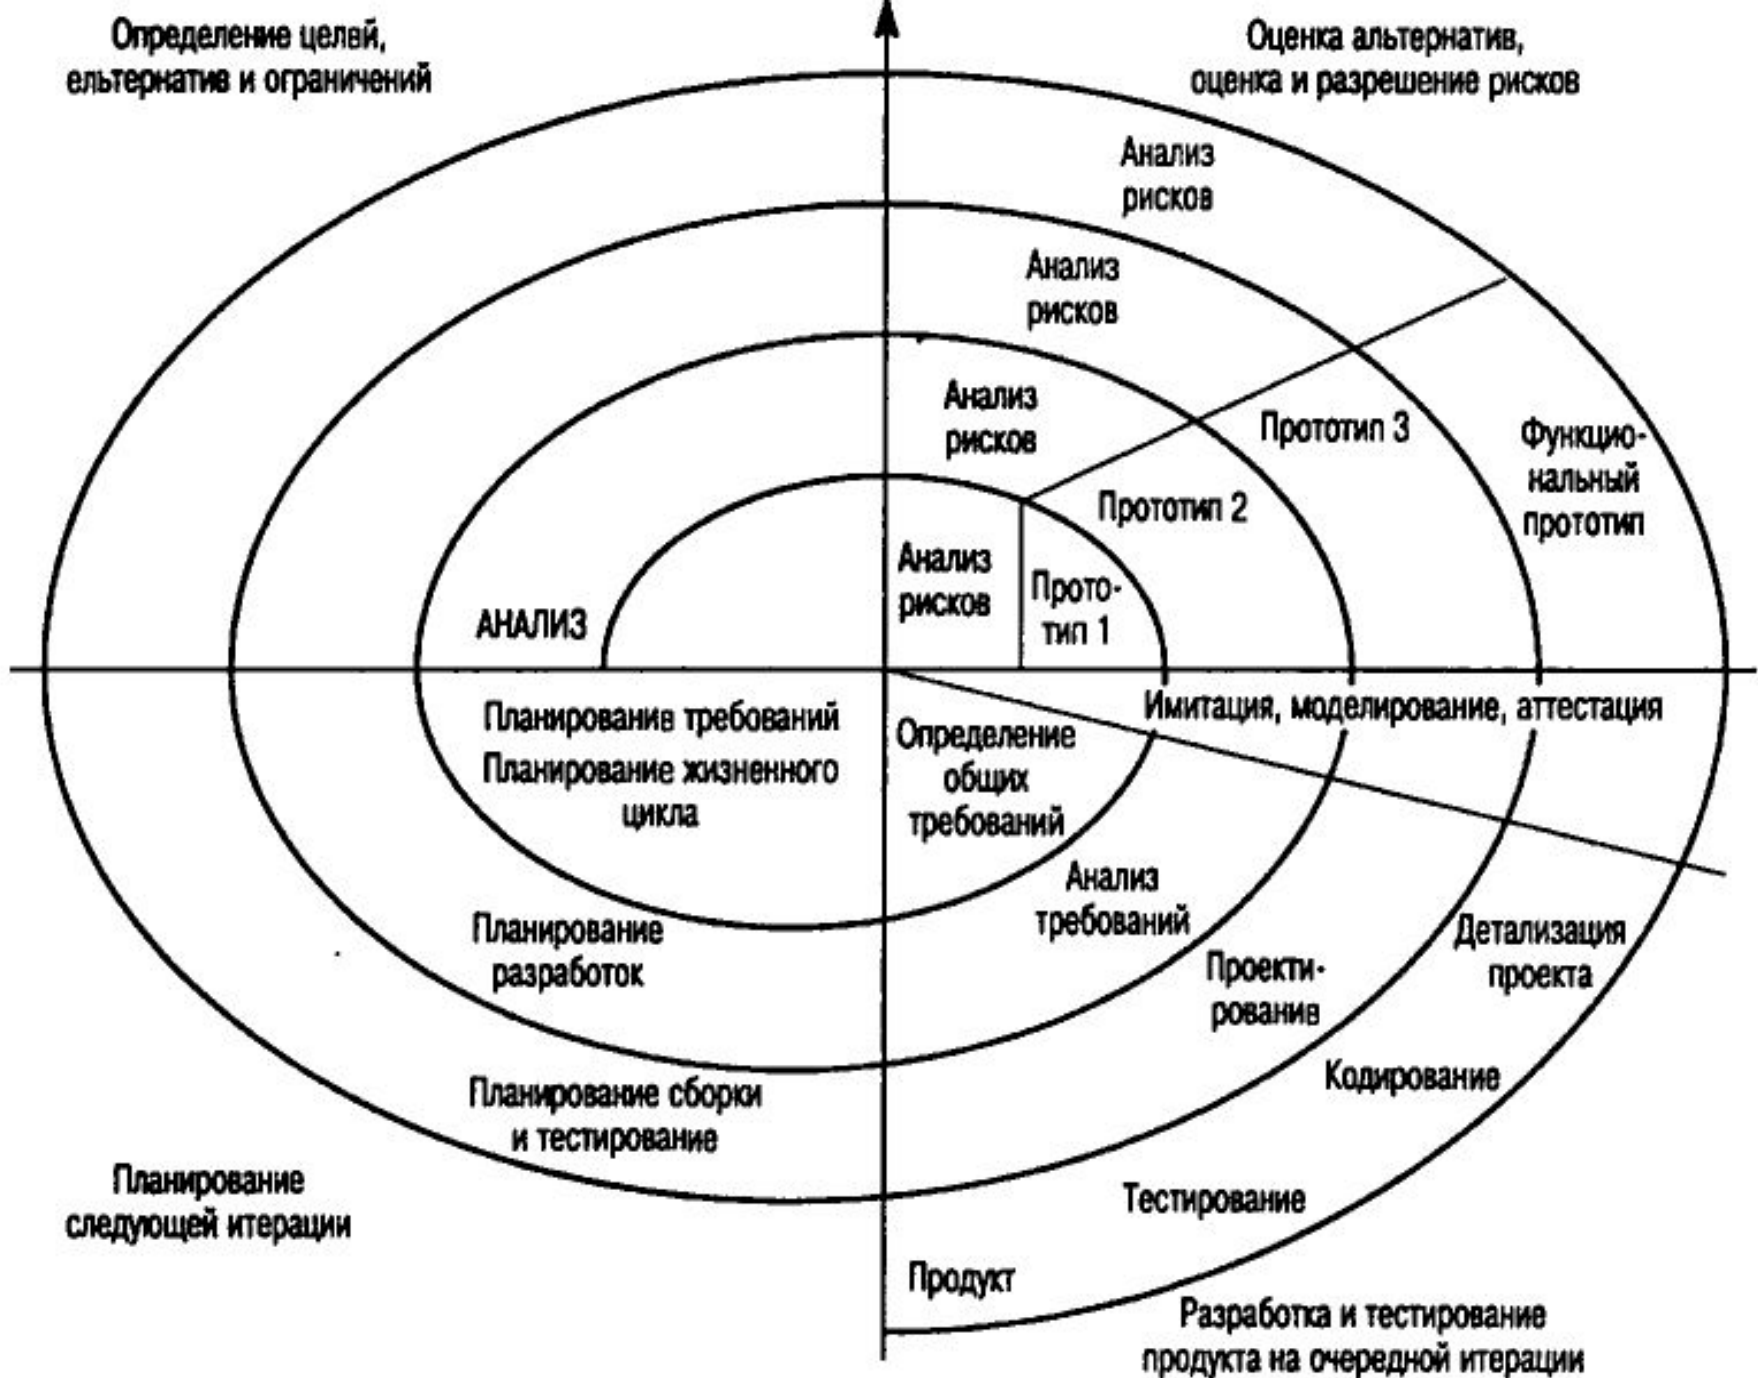 Определение целей,
ельтернатив и ограничений
Оценка альтернатив,
оценка и разрешение рисков
Анализ
рисков
Анализ
рисков
Анализ
рисков
Прототип 3
Функцио-
нальный
прототип
Прототип 2
Анализ
рисков
Прото-
тип 1
АНАЛИЗ
Планирование требований
Планирование жизненного
цикла
Определение
общих
требований
Имитация, моделирование, аттестация
Анализ
требований
Планирование
разработок
Проекти-
рование
Детализация
проекта
Кодирование
Планирование сборки
и тестирование
Тестирование
Планирование
следующей итерации
Продукт
Разработка и тестирование
продукта на очередной итерации